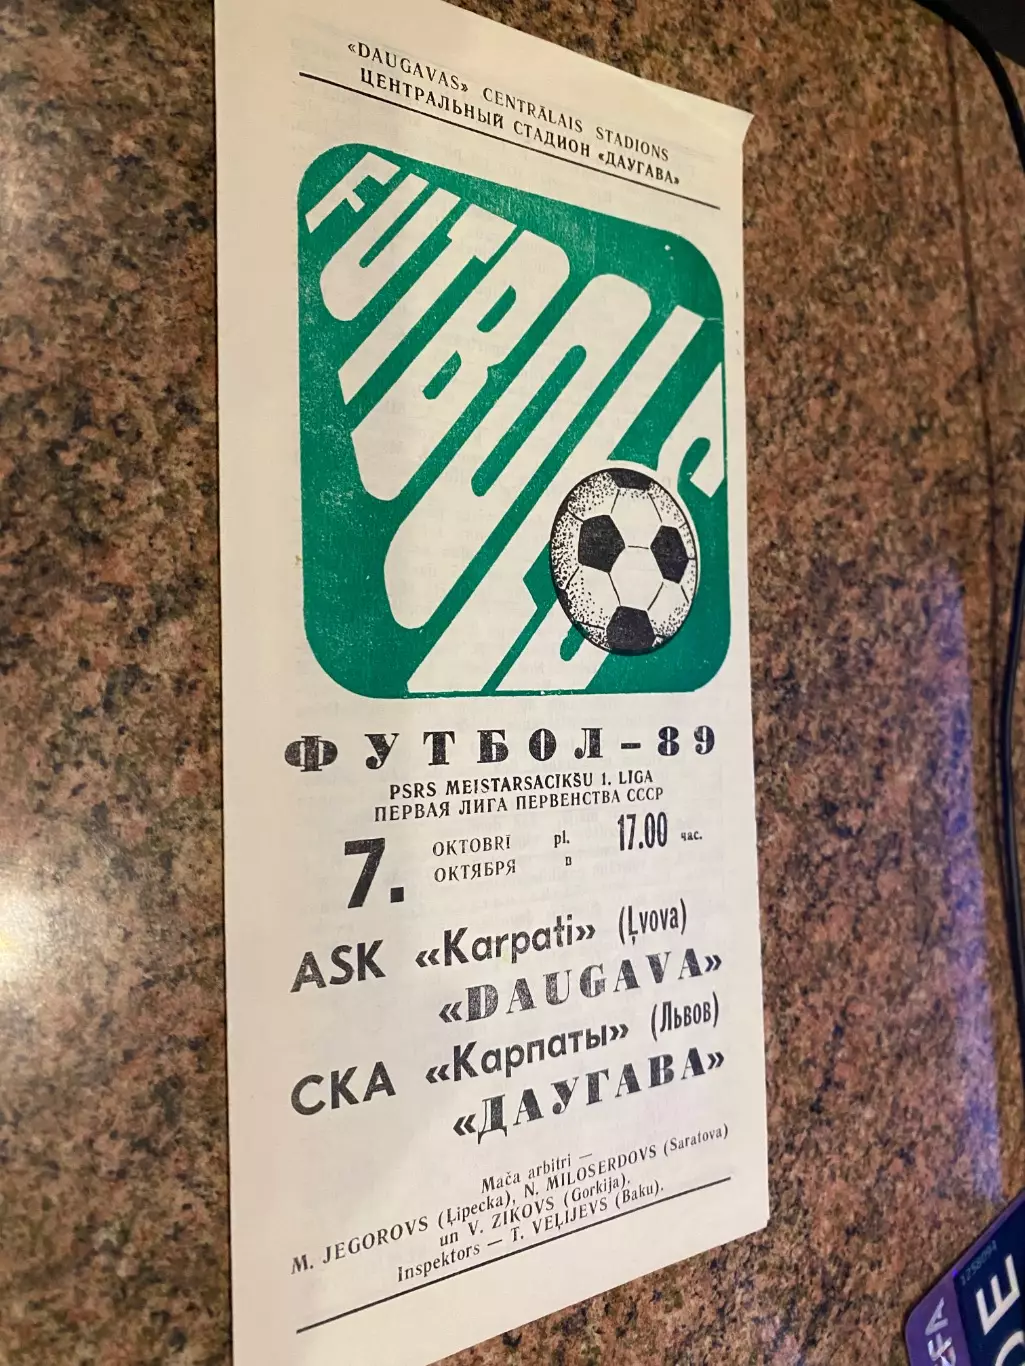 «DAUGAVAS» CENTRĀLAIS STADIONS
ЦЕНТРАЛЬНЫЙ СТАДИОН «ДАУГАВА»
FUTBOLS
ФУТБОЛ-89
PSRS MEISTARSACIKŠU 1. LĪGA
ПЕРВАЯ ЛИГА ПЕРВЕНСТВА СССР
7. OKTOBRĪ pl. 17.00 час.
ОКТЯБРЯ в
ASK «Karpati» (Ļvova)
«DAUGAVA»
СКА «Карпаты» (Львов)
«ДАУГАВА»
Mača arbitri —
M. JEGOROVS (Ļipecka), N. MILOSERDOVS (Saratova)
un V. ZIKOVS (Gorkija).
Inspektors — T. VEĻIJEVS (Baku).
1256091